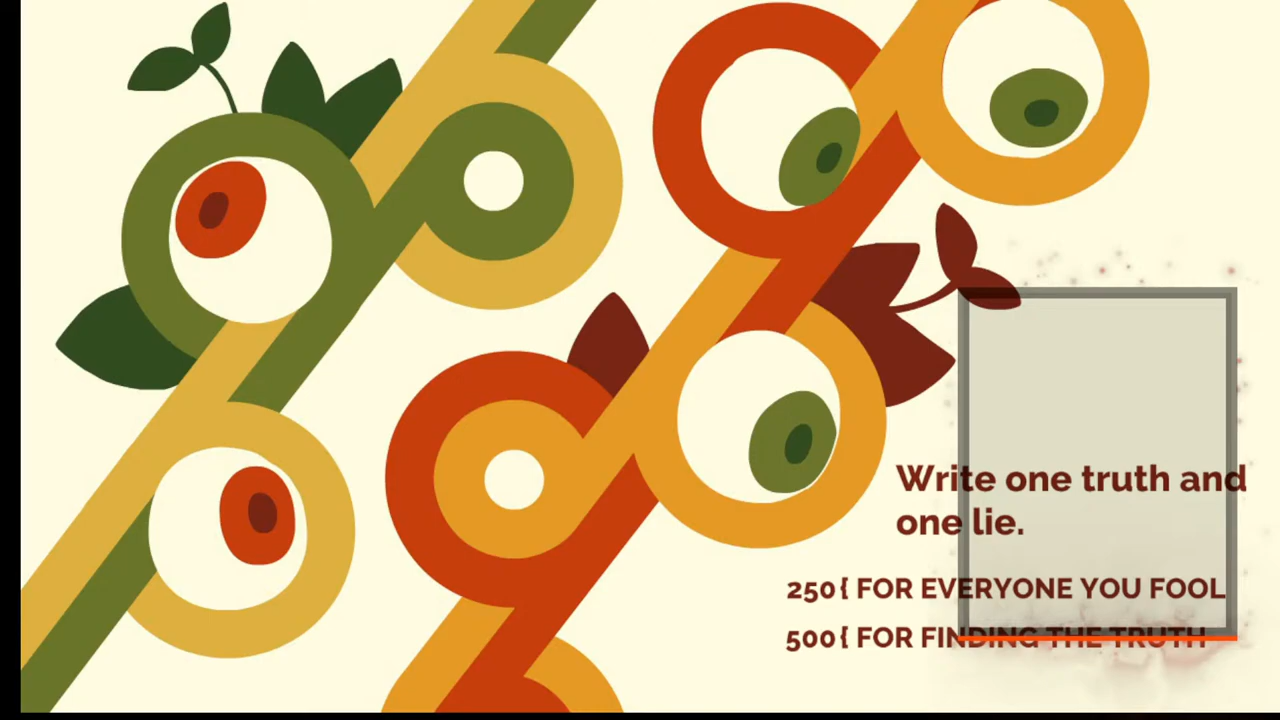 Write one truth and
one lie.
250{ FOR EVERYONE YOU FOOL
500{ FOR FINDING THE TRUTH